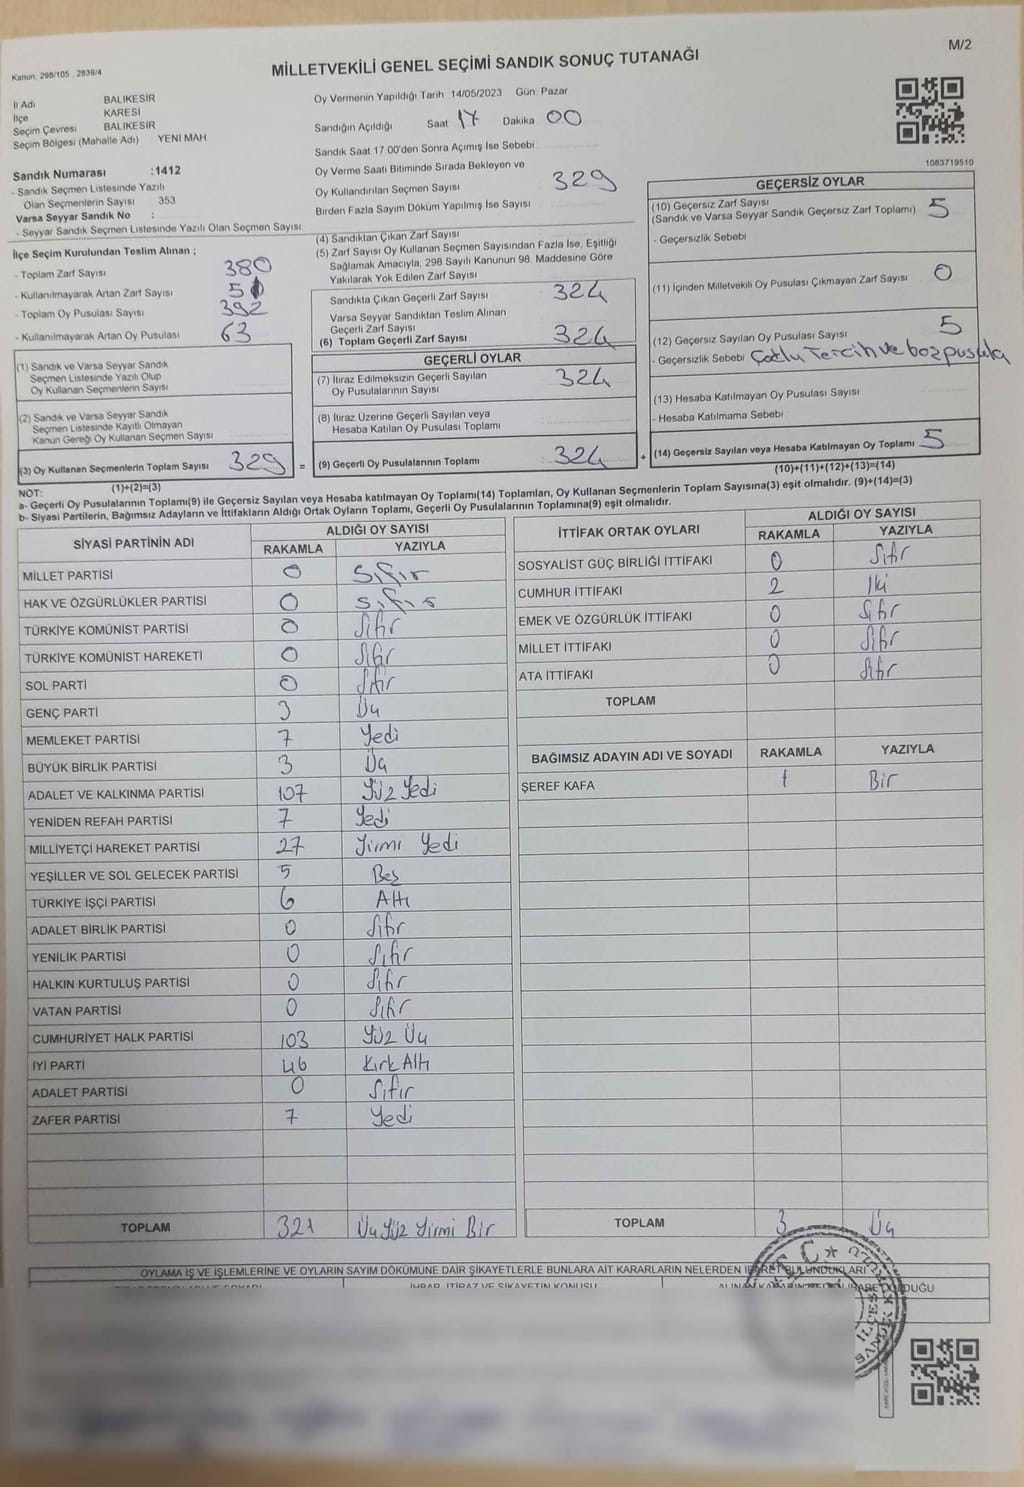 M/2
Kanun, 298/105 , 2839/4
MİLLETVEKİLİ GENEL SEÇİMİ SANDIK SONUÇ TUTANAĞI
İl Adı BALIKESİR
İlçe KARESİ
Seçim Çevresi BALIKESİR
Seçim Bölgesi (Mahalle Adı) YENİ MAH
Sandık Numarası :1412
- Sandık Seçmen Listesinde Yazılı
Olan Seçmenlerin Sayısı 353
Varsa Seyyar Sandık No :
- Seyyar Sandık Seçmen Listesinde Yazılı Olan Seçmen Sayısı
İlçe Seçim Kurulundan Teslim Alınan ;
- Toplam Zarf Sayısı 380
- Kullanılmayarak Artan Zarf Sayısı 51
- Toplam Oy Pusulası Sayısı 392
- Kullanılmayarak Artan Oy Pusulası 63
(1) Sandık ve Varsa Seyyar Sandık
Seçmen Listesinde Yazılı Olup
Oy Kullanan Seçmenlerin Sayısı
(2) Sandık ve Varsa Seyyar Sandık
Seçmen Listesinde Kayıtlı Olmayan
Kanun Gereği Oy Kullanan Seçmen Sayısı
(3) Oy Kullanan Seçmenlerin Toplam Sayısı 329 =
(1)+(2)=(3)
Oy Vermenin Yapıldığı Tarih 14/05/2023 Gün Pazar
Sandığın Açıldığı Saat 17 Dakika 00
Sandık Saat 17.00'den Sonra Açımış İse Sebebi
Oy Verme Saati Bitiminde Sırada Bekleyen ve
Oy Kullandırılan Seçmen Sayısı 329
Birden Fazla Sayım Döküm Yapılmış İse Sayısı
(4) Sandıktan Çıkan Zarf Sayısı
(5) Zarf Sayısı Oy Kullanan Seçmen Sayısından Fazla İse, Eşitliği
Sağlamak Amacıyla, 298 Sayılı Kanunun 98. Maddesine Göre
Yakılarak Yok Edilen Zarf Sayısı
Sandıkta Çıkan Geçerli Zarf Sayısı 324
Varsa Seyyar Sandıktan Teslim Alınan
Geçerli Zarf Sayısı
(6) Toplam Geçerli Zarf Sayısı 324
GEÇERLİ OYLAR
(7) İtiraz Edilmeksizin Geçerli Sayılan
Oy Pusulalarının Sayısı 324
(8) İtiraz Üzerine Geçerli Sayılan veya
Hesaba Katılan Oy Pusulası Toplamı
(9) Geçerli Oy Pusulalarının Toplamı 324 +
1083719510
GEÇERSİZ OYLAR
(10) Geçersiz Zarf Sayısı
(Sandık ve Varsa Seyyar Sandık Geçersiz Zarf Toplamı) 5
- Geçersizlik Sebebi
(11) İçinden Milletvekili Oy Pusulası Çıkmayan Zarf Sayısı 0
(12) Geçersiz Sayılan Oy Pusulası Sayısı 5
- Geçersizlik Sebebi Çoklu Tercih ve boz pusula
(13) Hesaba Katılmayan Oy Pusulası Sayısı
- Hesaba Katılmama Sebebi
(14) Geçersiz Sayılan veya Hesaba Katılmayan Oy Toplamı 5
(10)+(11)+(12)+(13)=(14)
NOT:
a- Geçerli Oy Pusulalarının Toplamı(9) ile Geçersiz Sayılan veya Hesaba katılmayan Oy Toplamı(14) Toplamları, Oy Kullanan Seçmenlerin Toplam Sayısına(3) eşit olmalıdır. (9)+(14)=(3)
b- Siyasi Partilerin, Bağımsız Adayların ve İttifakların Aldığı Ortak Oyların Toplamı, Geçerli Oy Pusulalarının Toplamına(9) eşit olmalıdır.
SİYASİ PARTİNİN ADI ALDIĞI OY SAYISI
RAKAMLA YAZIYLA
MİLLET PARTİSİ 0 Sıfır
HAK VE ÖZGÜRLÜKLER PARTİSİ 0 Sıfır
TÜRKİYE KOMÜNİST PARTİSİ 0 Sıfır
TÜRKİYE KOMÜNİST HAREKETİ 0 Sıfır
SOL PARTİ 0 Sıfır
GENÇ PARTİ 3 Üç
MEMLEKET PARTİSİ 7 Yedi
BÜYÜK BİRLİK PARTİSİ 3 Üç
ADALET VE KALKINMA PARTİSİ 107 Yüz Yedi
YENİDEN REFAH PARTİSİ 7 Yedi
MİLLİYETÇİ HAREKET PARTİSİ 27 Yirmi Yedi
YEŞİLLER VE SOL GELECEK PARTİSİ 5 Beş
TÜRKİYE İŞÇİ PARTİSİ 6 Altı
ADALET BİRLİK PARTİSİ 0 Sıfır
YENİLİK PARTİSİ 0 Sıfır
HALKIN KURTULUŞ PARTİSİ 0 Sıfır
VATAN PARTİSİ 0 Sıfır
CUMHURİYET HALK PARTİSİ 103 Yüz Üç
İYİ PARTİ 46 Kırk Altı
ADALET PARTİSİ 0 Sıfır
ZAFER PARTİSİ 7 Yedi
TOPLAM 321 Üç Yüz Yirmi Bir
İTTİFAK ORTAK OYLARI ALDIĞI OY SAYISI
RAKAMLA YAZIYLA
SOSYALİST GÜÇ BİRLİĞİ İTTİFAKI 0 Sıfır
CUMHUR İTTİFAKI 2 İki
EMEK VE ÖZGÜRLÜK İTTİFAKI 0 Sıfır
MİLLET İTTİFAKI 0 Sıfır
ATA İTTİFAKI 0 Sıfır
TOPLAM
BAĞIMSIZ ADAYIN ADI VE SOYADI RAKAMLA YAZIYLA
ŞEREF KAFA 1 Bir
TOPLAM 3 Üç
OYLAMA İŞ VE İŞLEMLERİNE VE OYLARIN SAYIM DÖKÜMÜNE DAİR ŞİKAYETLERLE BUNLARA AİT KARARLARIN NELERDEN İBARET BULUNDUKLARI
İHBAR, İTİRAZ VE ŞİKAYETİN KONUSU
T.C.